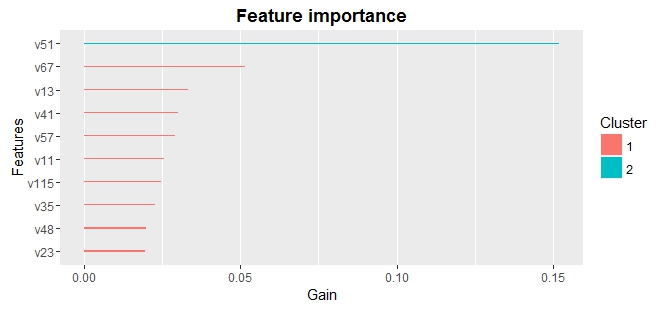 Feature importance
Features
v51
v67
v13
v41
v57
v11
v115
v35
v48
v23
0.00 0.05 0.10 0.15
Gain
Cluster
1
2